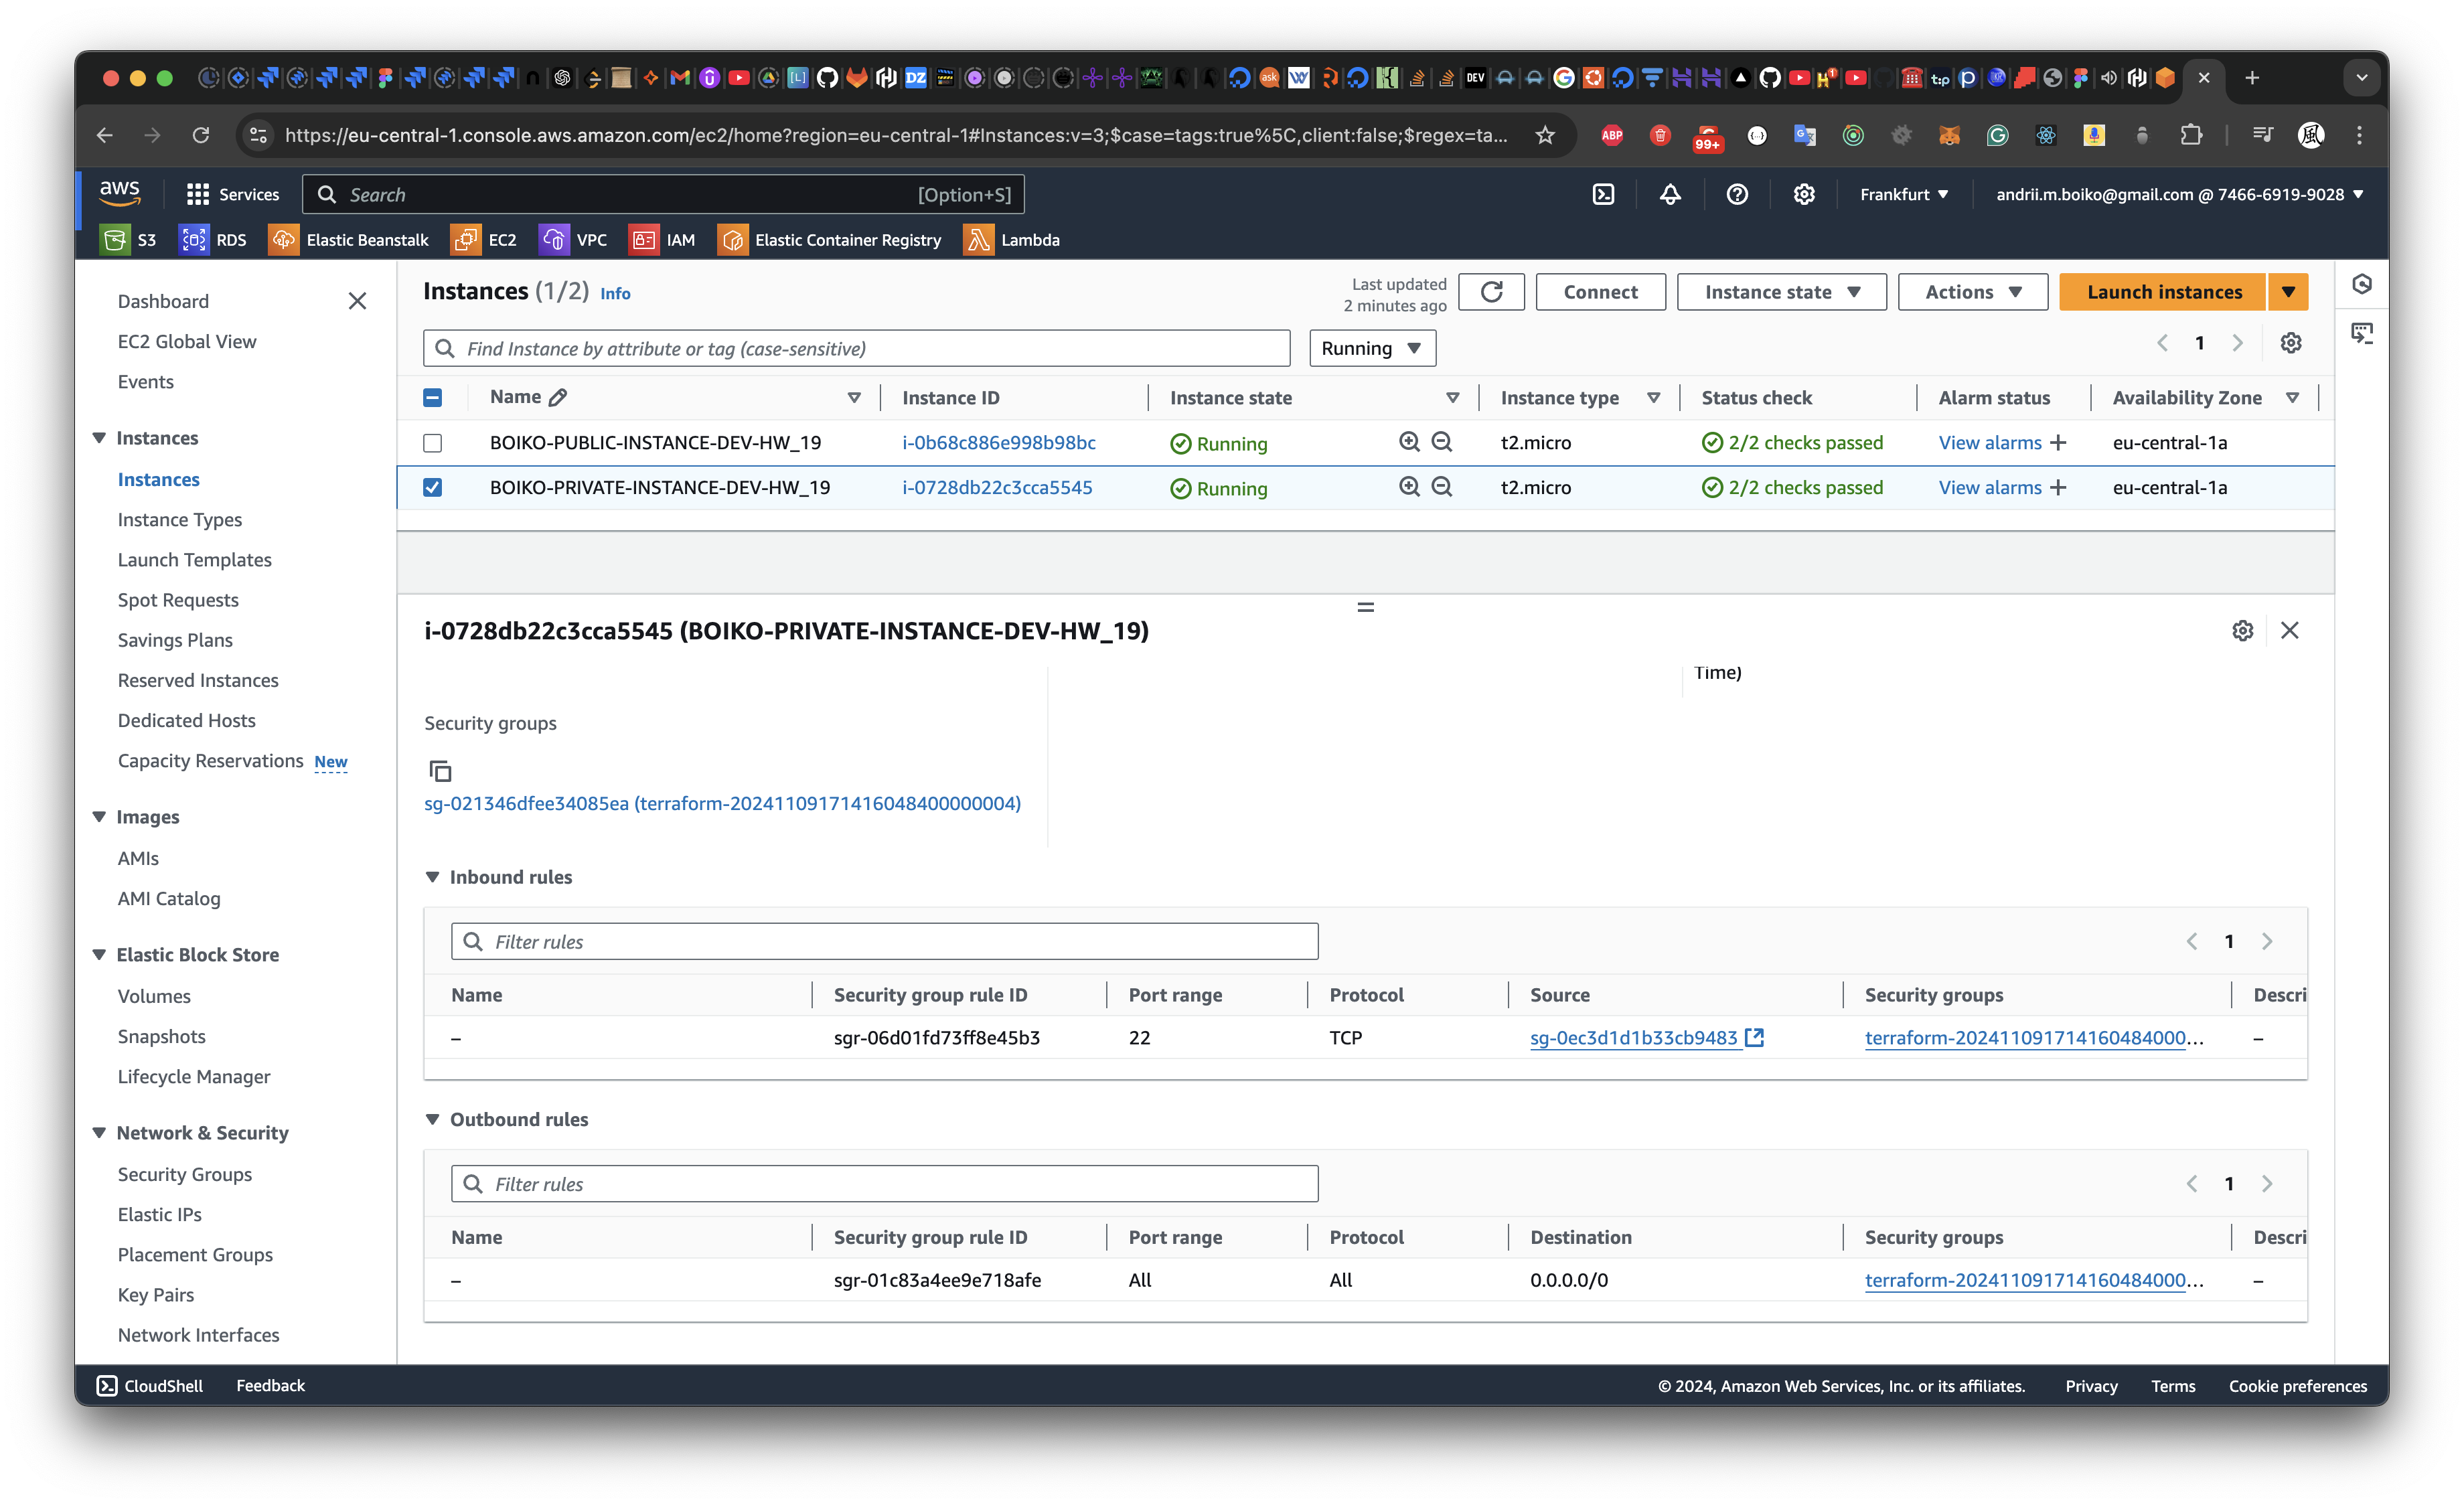 https://eu-central-1.console.aws.amazon.com/ec2/home?region=eu-central-1#Instances:v=3;$case=tags:true%5C,client:false;$regex=ta...
ABP
99+
aws
Services
Search
[Option+S]
Frankfurt
andrii.m.boiko@gmail.com @ 7466-6919-9028
S3
RDS
Elastic Beanstalk
EC2
VPC
IAM
Elastic Container Registry
Lambda
Dashboard
EC2 Global View
Events
Instances
Instances
Instance Types
Launch Templates
Spot Requests
Savings Plans
Reserved Instances
Dedicated Hosts
Capacity Reservations New
Images
AMIs
AMI Catalog
Elastic Block Store
Volumes
Snapshots
Lifecycle Manager
Network & Security
Security Groups
Elastic IPs
Placement Groups
Key Pairs
Network Interfaces
Instances (1/2) Info
Last updated
2 minutes ago
Connect
Instance state
Actions
Launch instances
Find Instance by attribute or tag (case-sensitive)
Running
1
Name Instance ID Instance state Instance type Status check Alarm status Availability Zone
BOIKO-PUBLIC-INSTANCE-DEV-HW_19 i-0b68c886e998b98bc Running t2.micro 2/2 checks passed View alarms + eu-central-1a
BOIKO-PRIVATE-INSTANCE-DEV-HW_19 i-0728db22c3cca5545 Running t2.micro 2/2 checks passed View alarms + eu-central-1a
i-0728db22c3cca5545 (BOIKO-PRIVATE-INSTANCE-DEV-HW_19)
Time)
Security groups
sg-021346dfee34085ea (terraform-20241109171416048400000004)
Inbound rules
Filter rules
1
Name Security group rule ID Port range Protocol Source Security groups Descri
– sgr-06d01fd73ff8e45b3 22 TCP sg-0ec3d1d1b33cb9483 terraform-202411091714160484000... –
Outbound rules
Filter rules
1
Name Security group rule ID Port range Protocol Destination Security groups Descri
– sgr-01c83a4ee9e718afe All All 0.0.0.0/0 terraform-202411091714160484000... –
CloudShell
Feedback
© 2024, Amazon Web Services, Inc. or its affiliates.
Privacy
Terms
Cookie preferences